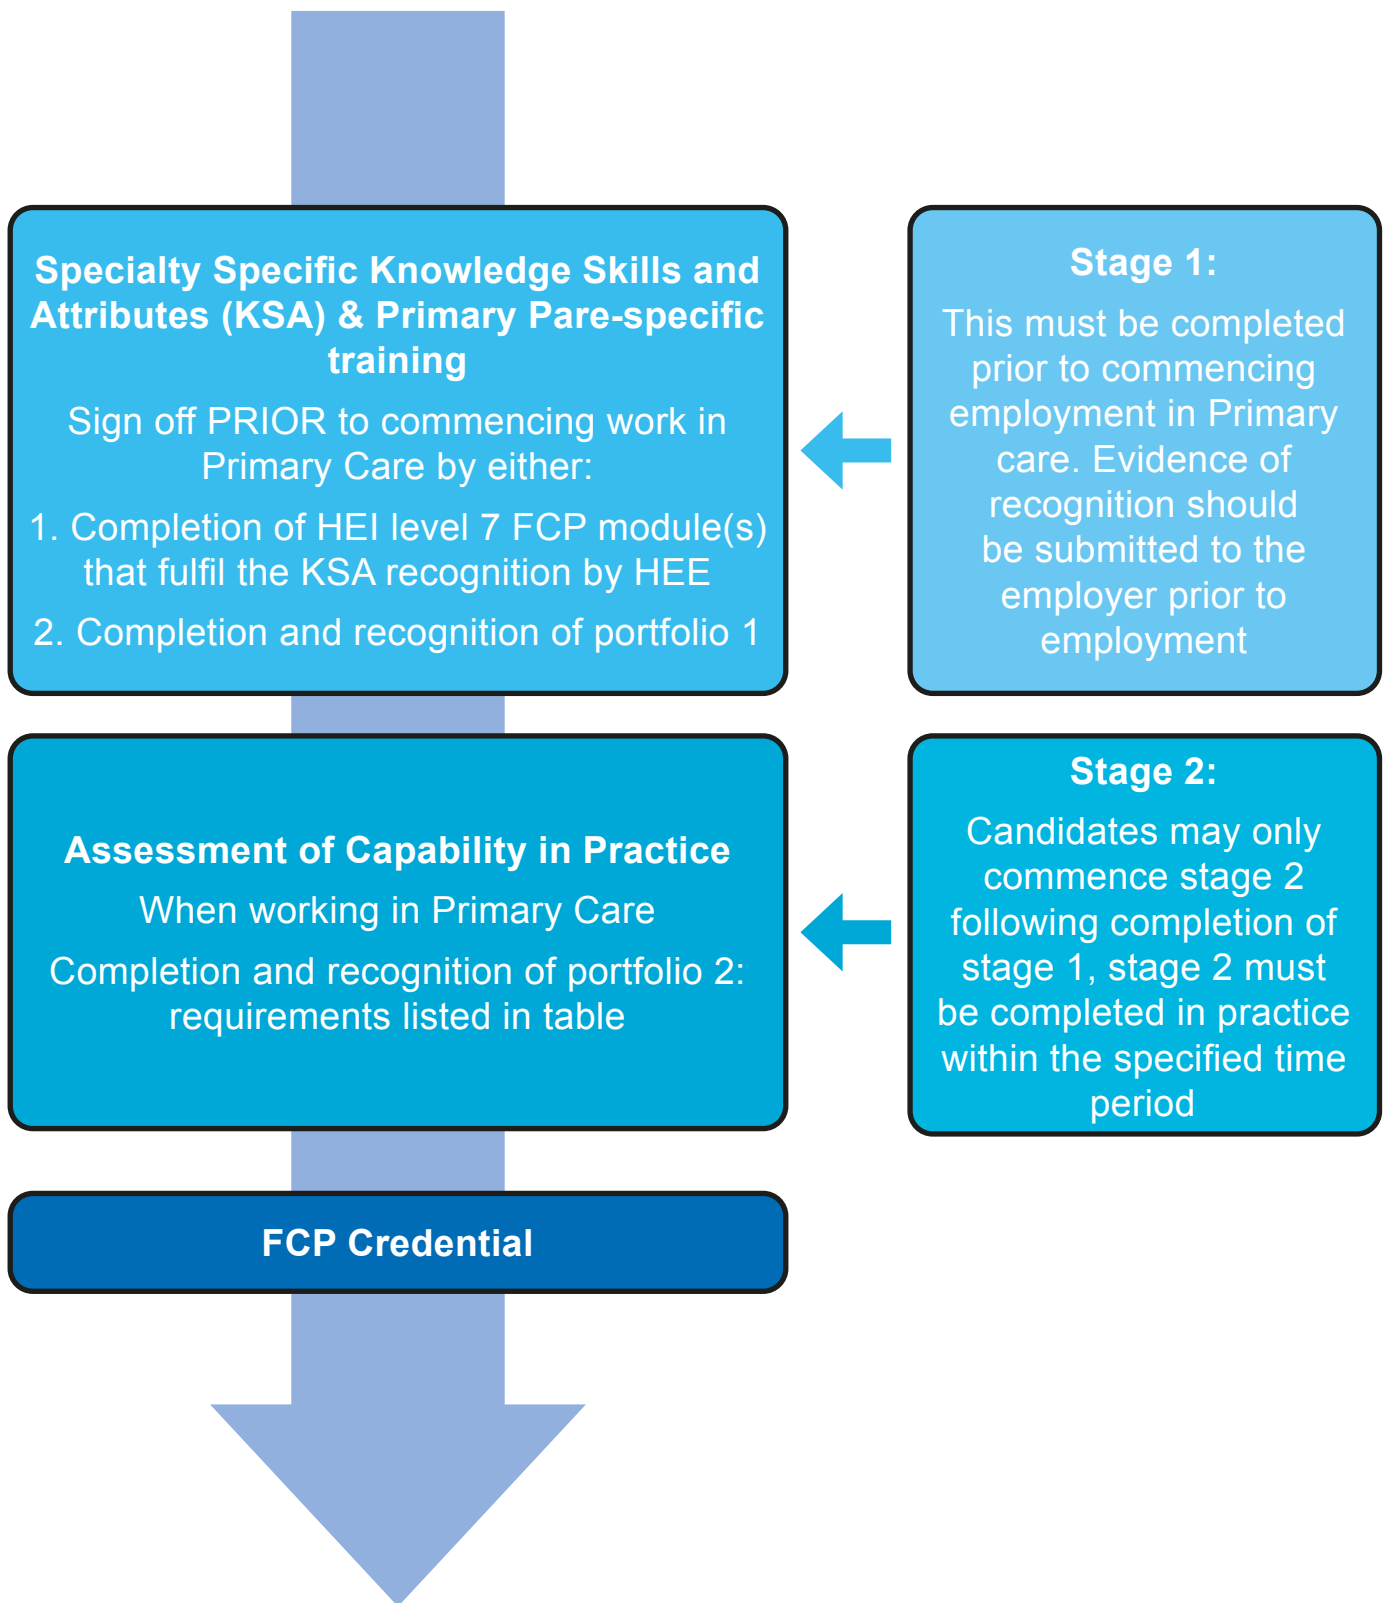 Specialty Specific Knowledge Skills and
Attributes (KSA) & Primary Pare-specific
training
Sign off PRIOR to commencing work in
Primary Care by either:
1. Completion of HEI level 7 FCP module(s)
that fulfil the KSA recognition by HEE
2. Completion and recognition of portfolio 1
Stage 1:
This must be completed
prior to commencing
employment in Primary
care. Evidence of
recognition should
be submitted to the
employer prior to
employment
Assessment of Capability in Practice
When working in Primary Care
Completion and recognition of portfolio 2:
requirements listed in table
Stage 2:
Candidates may only
commence stage 2
following completion of
stage 1, stage 2 must
be completed in practice
within the specified time
period
FCP Credential